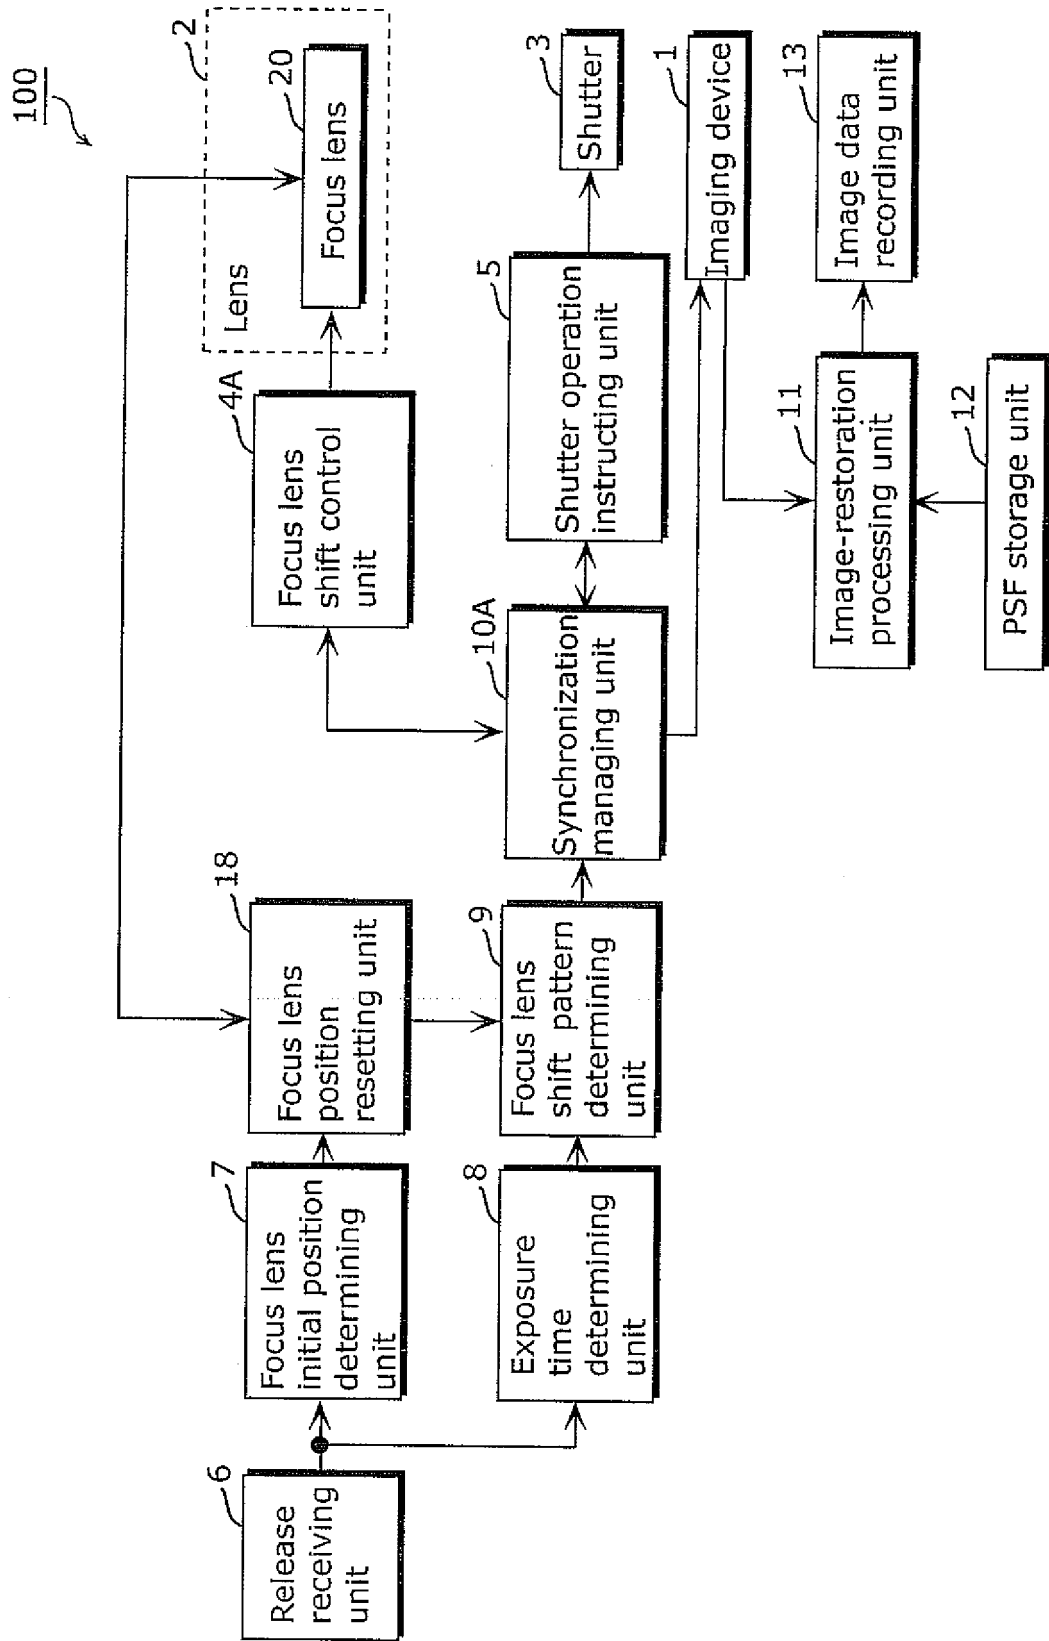 100
2
Lens
20
Focus lens
4A
Focus lens
shift control
unit
18
Focus lens
position
resetting unit
7
Focus lens
initial position
determining
unit
6
Release
receiving
unit
8
Exposure
time
determining
unit
9
Focus lens
shift pattern
determining
unit
10A
Synchronization
managing unit
5
Shutter operation
instructing unit
3
Shutter
1
Imaging device
11
Image-restoration
processing unit
13
Image data
recording unit
12
PSF storage unit